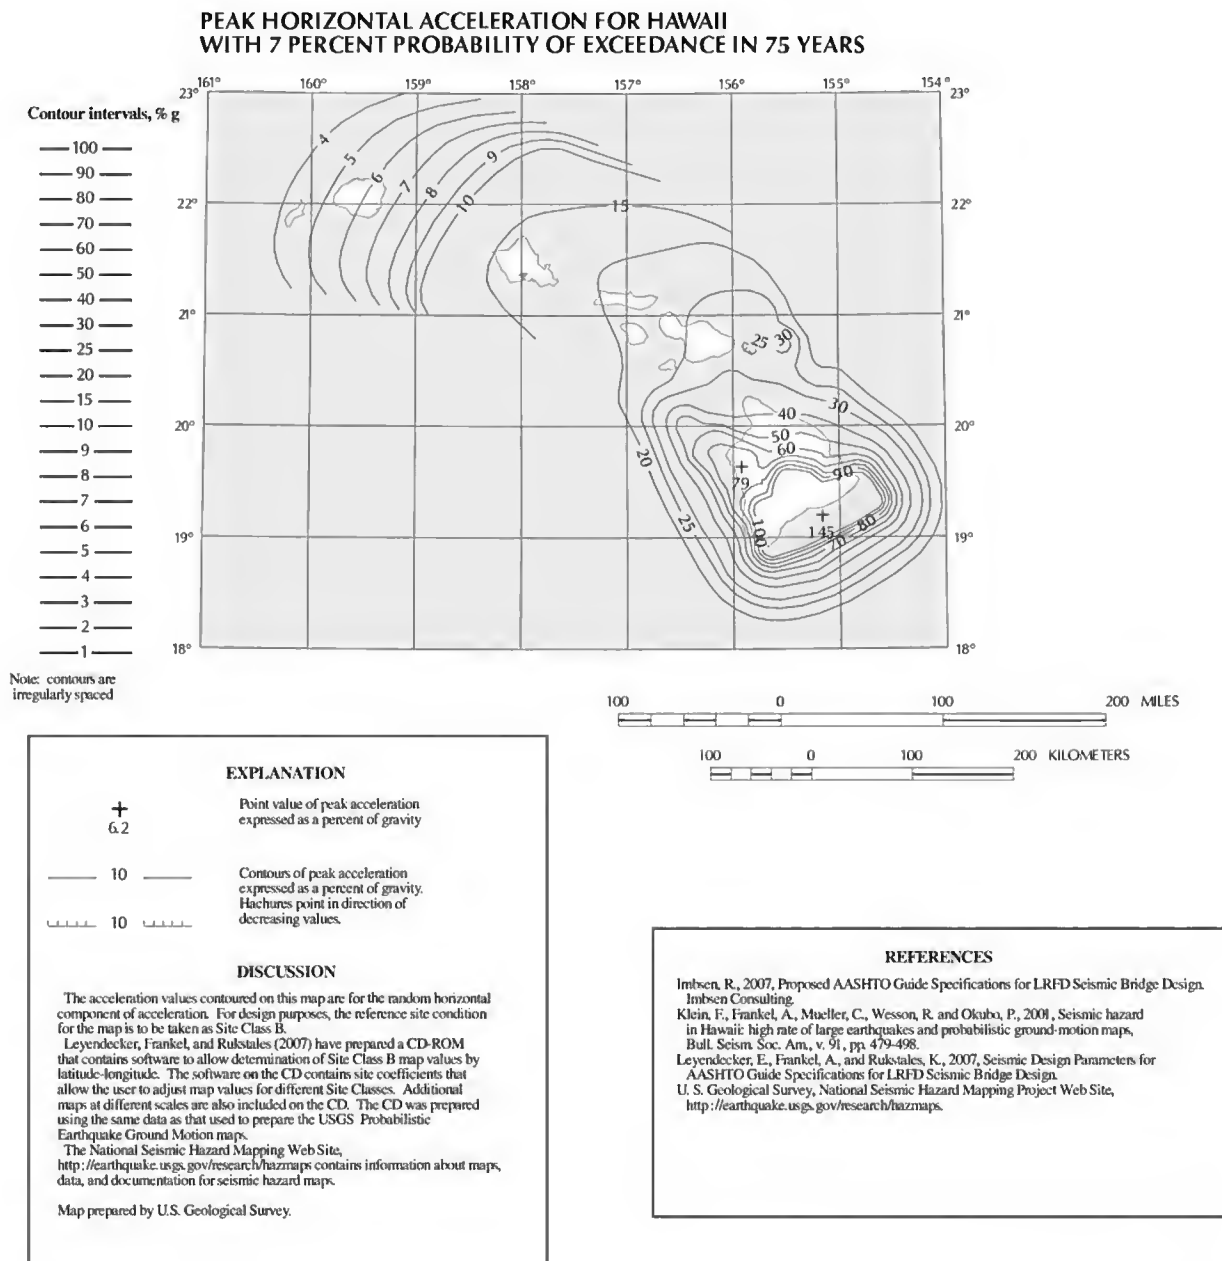 PEAK HORIZONTAL ACCELERATION FOR HAWAII
WITH 7 PERCENT PROBABILITY OF EXCEEDANCE IN 75 YEARS
161° 160° 159° 158° 157° 156° 155° 154°
23° 23°
Contour intervals, % g
100
90
80
70
60
50
40
30
25
20
15
10
9
8
7
6
5
4
3
2
1
Note: contours are
irregularly spaced
4
5
6
7
8
9
10
15
22° 22°
21° 21°
25 30
30
40
50
60
20° 20°
20
79
90
25
100
145
80
70
19° 19°
18° 18°
100 0 100 200 MILES
100 0 100 200 KILOMETERS
EXPLANATION
+
6.2
Point value of peak acceleration
expressed as a percent of gravity
10
Contours of peak acceleration
expressed as a percent of gravity.
Hachures point in direction of
decreasing values.
10
DISCUSSION
The acceleration values contoured on this map are for the random horizontal
component of acceleration. For design purposes, the reference site condition
for the map is to be taken as Site Class B.
Leyendecker, Frankel, and Rukstales (2007) have prepared a CD-ROM
that contains software to allow determination of Site Class B map values by
latitude-longitude. The software on the CD contains site coefficients that
allow the user to adjust map values for different Site Classes. Additional
maps at different scales are also included on the CD. The CD was prepared
using the same data as that used to prepare the USGS Probabilistic
Earthquake Ground Motion maps.
The National Seismic Hazard Mapping Web Site,
http://earthquake.usgs.gov/research/hazmaps contains information about maps,
data, and documentation for seismic hazard maps.
Map prepared by U.S. Geological Survey.
REFERENCES
Imbsen, R., 2007, Proposed AASHTO Guide Specifications for LRFD Seismic Bridge Design.
Imbsen Consulting.
Klein, F., Frankel, A., Mueller, C., Wesson, R. and Okubo, P., 2001, Seismic hazard
in Hawaii: high rate of large earthquakes and probabilistic ground-motion maps,
Bull. Seism. Soc. Am., v. 91, pp. 479-498.
Leyendecker, E., Frankel, A., and Rukstales, K., 2007, Seismic Design Parameters for
AASHTO Guide Specifications for LRFD Seismic Bridge Design.
U. S. Geological Survey, National Seismic Hazard Mapping Project Web Site,
http://earthquake.usgs.gov/research/hazmaps.